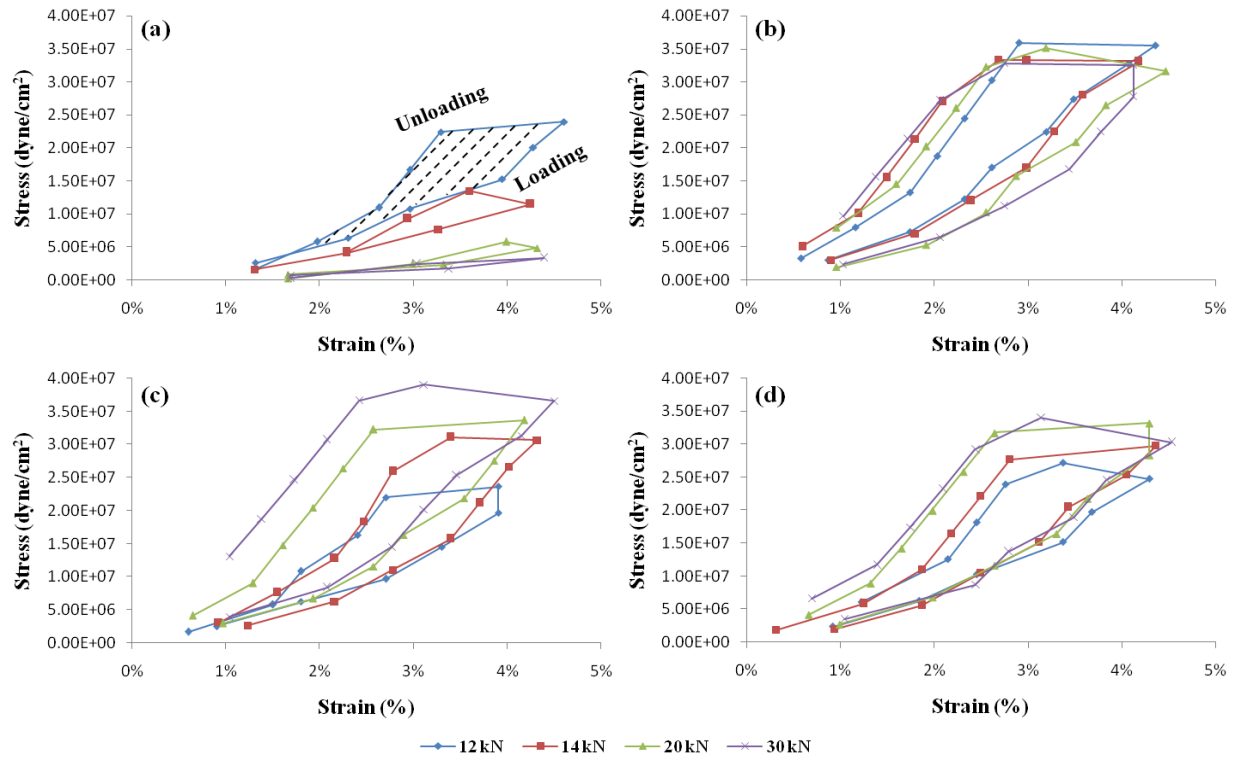 4.00E+07
3.50E+07
3.00E+07
2.50E+07
2.00E+07
1.50E+07
1.00E+07
5.00E+06
0.00E+00
Stress (dyne/cm²)
(a)
Unloading
Loading
0% 1% 2% 3% 4% 5%
Strain (%)
4.00E+07
3.50E+07
3.00E+07
2.50E+07
2.00E+07
1.50E+07
1.00E+07
5.00E+06
0.00E+00
Stress (dyne/cm²)
(b)
0% 1% 2% 3% 4% 5%
Strain (%)
4.00E+07
3.50E+07
3.00E+07
2.50E+07
2.00E+07
1.50E+07
1.00E+07
5.00E+06
0.00E+00
Stress (dyne/cm²)
(c)
0% 1% 2% 3% 4% 5%
Strain (%)
4.00E+07
3.50E+07
3.00E+07
2.50E+07
2.00E+07
1.50E+07
1.00E+07
5.00E+06
0.00E+00
Stress (dyne/cm²)
(d)
0% 1% 2% 3% 4% 5%
Strain (%)
12 kN 14 kN 20 kN 30 kN